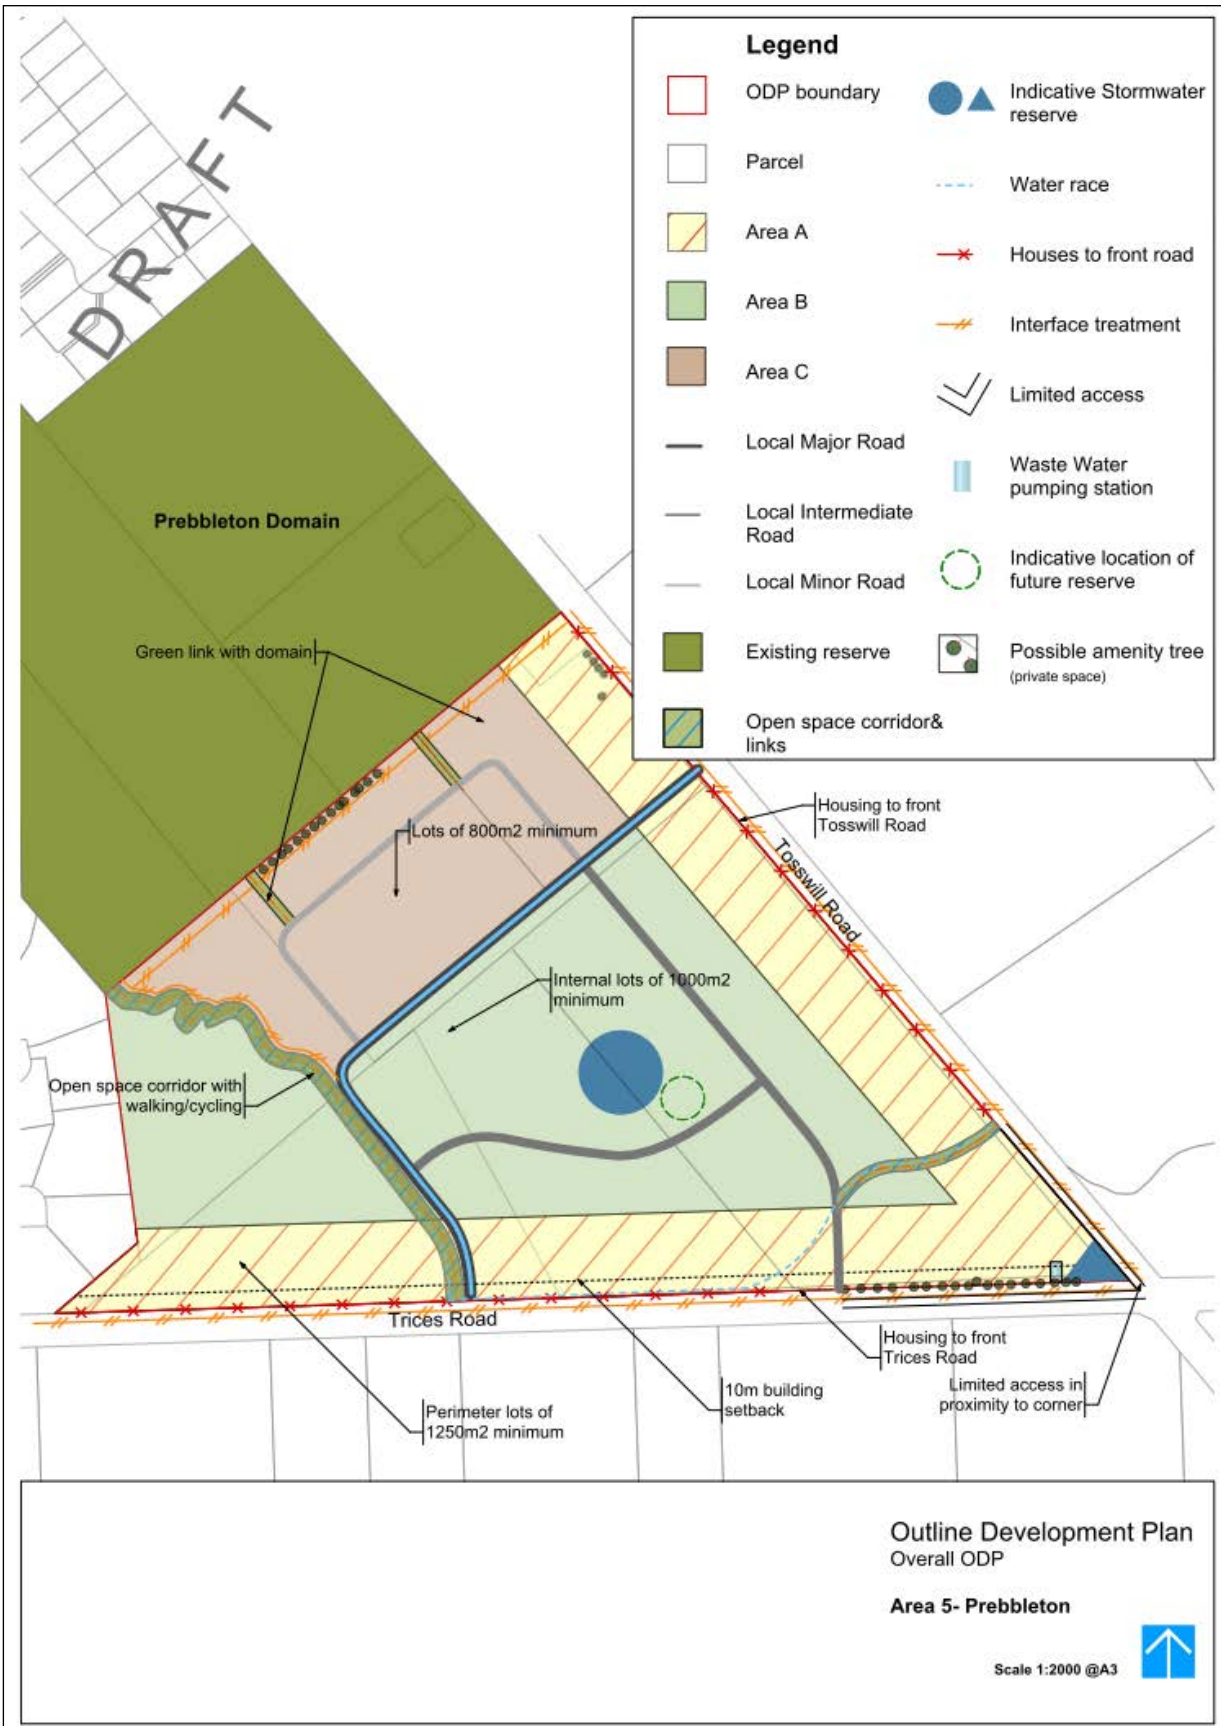 DRAFT
Legend
ODP boundary
Parcel
Area A
Area B
Area C
Local Major Road
Local Intermediate
Road
Local Minor Road
Existing reserve
Open space corridor&
links
Indicative Stormwater
reserve
Water race
Houses to front road
Interface treatment
Limited access
Waste Water
pumping station
Indicative location of
future reserve
Possible amenity tree
(private space)
Prebbleton Domain
Green link with domain
Lots of 800m2 minimum
Housing to front
Tosswill Road
Tosswill Road
Internal lots of 1000m2
minimum
Open space corridor with
walking/cycling
Trices Road
Housing to front
Trices Road
10m building
setback
Limited access in
proximity to corner
Perimeter lots of
1250m2 minimum
Outline Development Plan
Overall ODP
Area 5- Prebbleton
Scale 1:2000 @A3